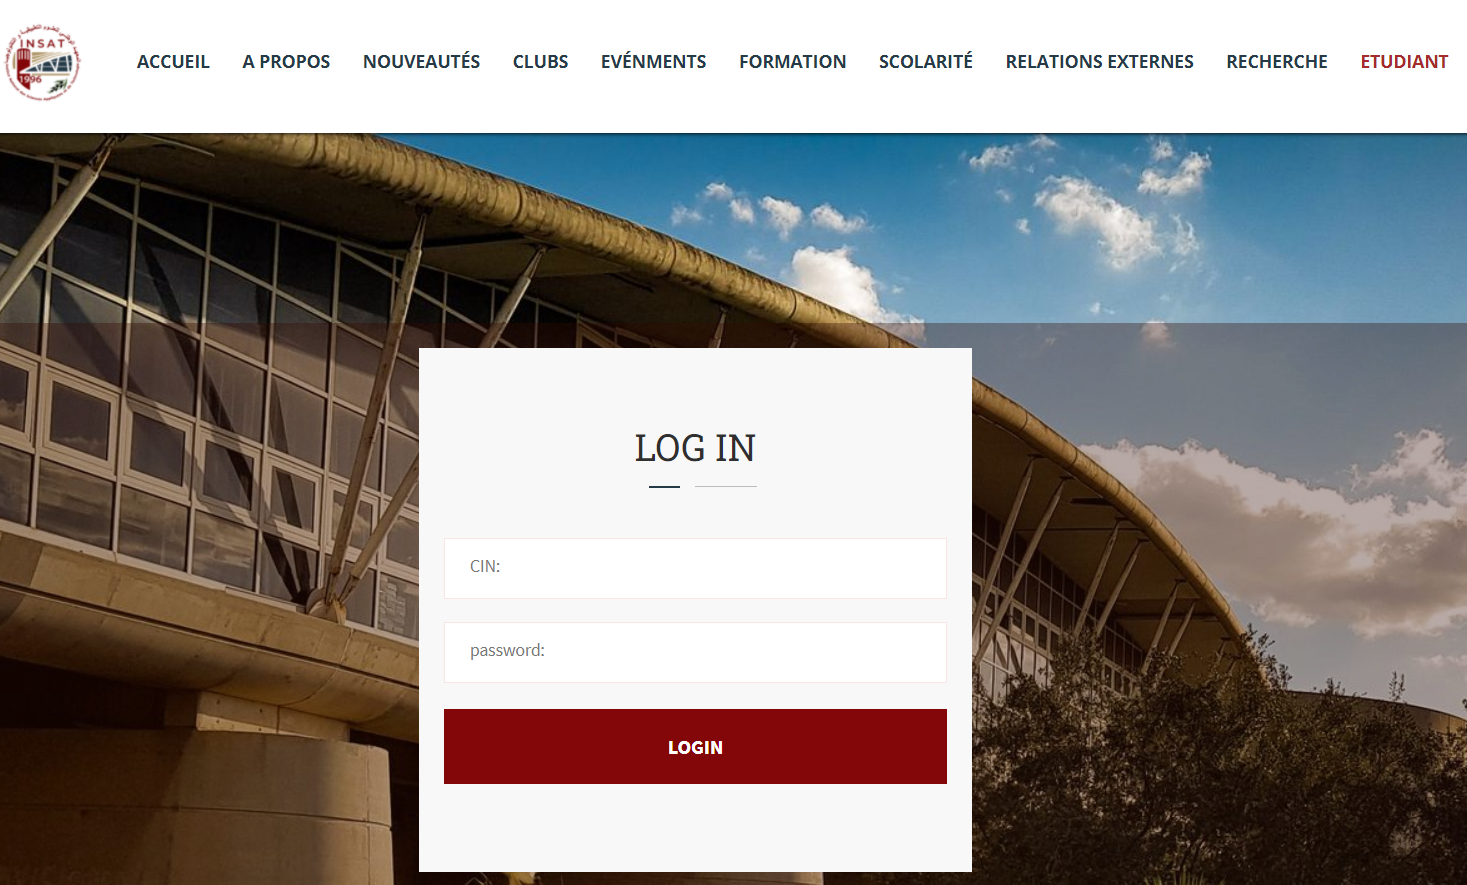 INSAT
1996
ACCUEIL A PROPOS NOUVEAUTÉS CLUBS EVÉNMENTS FORMATION SCOLARITÉ RELATIONS EXTERNES RECHERCHE ETUDIANT
LOG IN
CIN:
password:
LOGIN